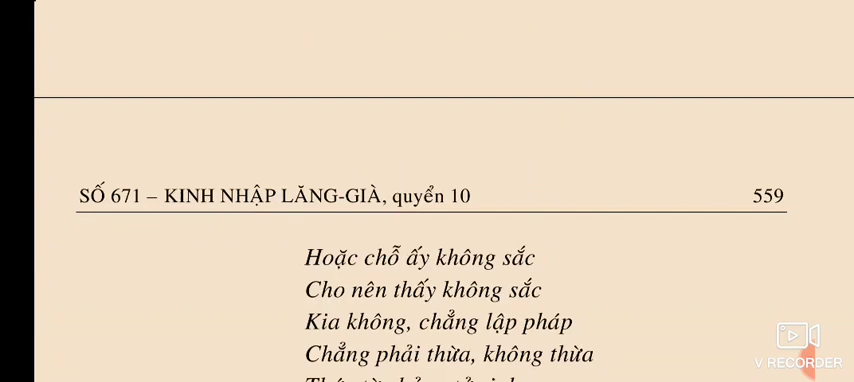 SỐ 671 – KINH NHẬP LĂNG-GIÀ, quyển 10 559
Hoặc chỗ ấy không sắc
Cho nên thấy không sắc
Kia không, chẳng lập pháp
Chẳng phải thừa, không thừa
V RECORDER